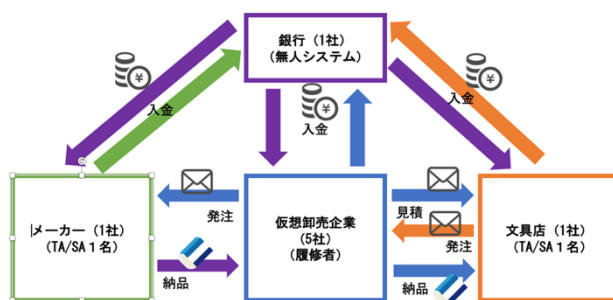 銀行（1社）
（無人システム）
¥
入金
¥
入金
¥
入金
メーカー（1社）
（TA/SA１名）
発注
納品
仮想卸売企業
（5社）
（履修者）
見積
発注
納品
文具店（1社）
（TA/SA１名）